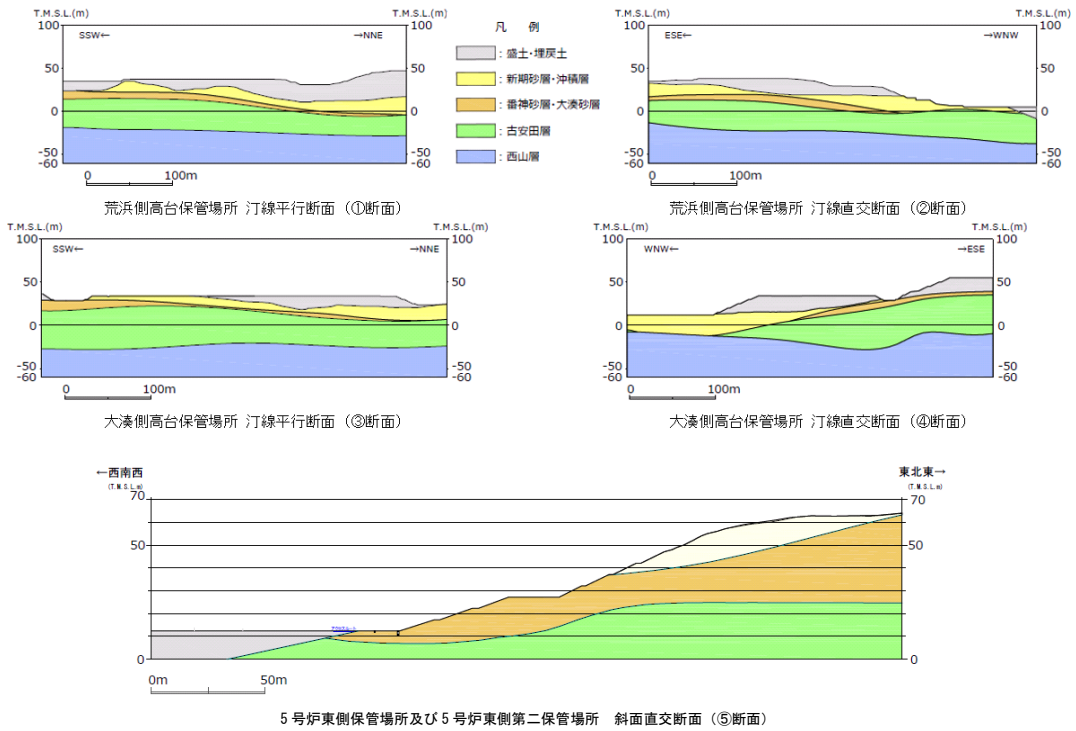 T.M.S.L.(m) T.M.S.L.(m)
100 100
SSW← →NNE
50 50
0 0
-50 -50
-60 -60
0 100m
荒浜側高台保管場所 汀線平行断面(①断面)
凡 例
:盛土・埋戻土
:新期砂層・沖積層
:番神砂層・大湊砂層
:古安田層
:西山層
T.M.S.L.(m) T.M.S.L.(m)
100 100
ESE← →WNW
50 50
0 0
-50 -50
-60 -60
0 100m
荒浜側高台保管場所 汀線直交断面(②断面)
T.M.S.L.(m) T.M.S.L.(m)
100 100
SSW← →NNE
50 50
0 0
-50 -50
-60 -60
0 100m
大湊側高台保管場所 汀線平行断面(③断面)
T.M.S.L.(m) T.M.S.L.(m)
100 100
WNW← →ESE
50 50
0 0
-50 -50
-60 -60
0 100m
大湊側高台保管場所 汀線直交断面(④断面)
←西南西 東北東→
(T.M.S.L.m) (T.M.S.L.m)
70 70
50 50
0 0
0m 50m
5号炉東側保管場所及び5号炉東側第二保管場所 斜面直交断面(⑤断面)